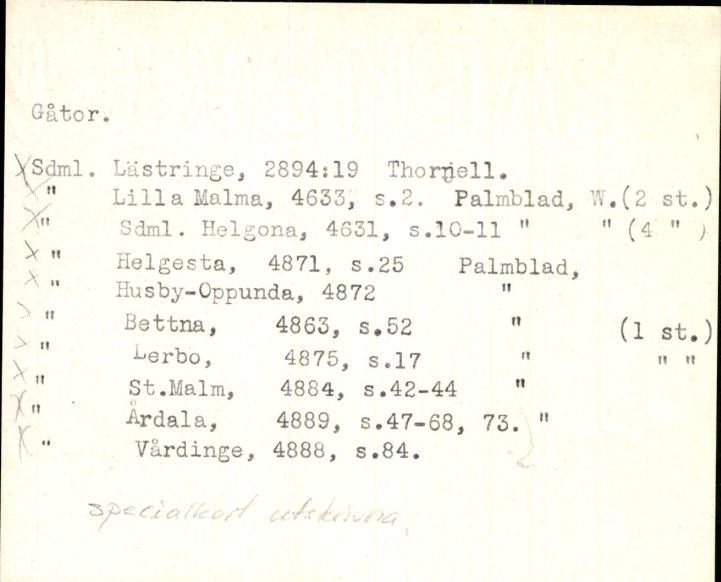 Gåtor.
X Sdml. Lästringe, 2894:19 Thornell.
X " Lilla Malma, 4633, s.2. Palmblad, W.(2 st.)
X " Sdml. Helgona, 4631, s.10-11 " " (4 " )
X " Helgesta, 4871, s.25 Palmblad,
X " Husby-Oppunda, 4872 "
X " Bettna, 4863, s.52 " (1 st.)
X " Lerbo, 4875, s.17 " " "
X " St.Malm, 4884, s.42-44 "
X " Årdala, 4889, s.47-68, 73. "
X " Vårdinge, 4888, s.84.
specialkort utskrivna.